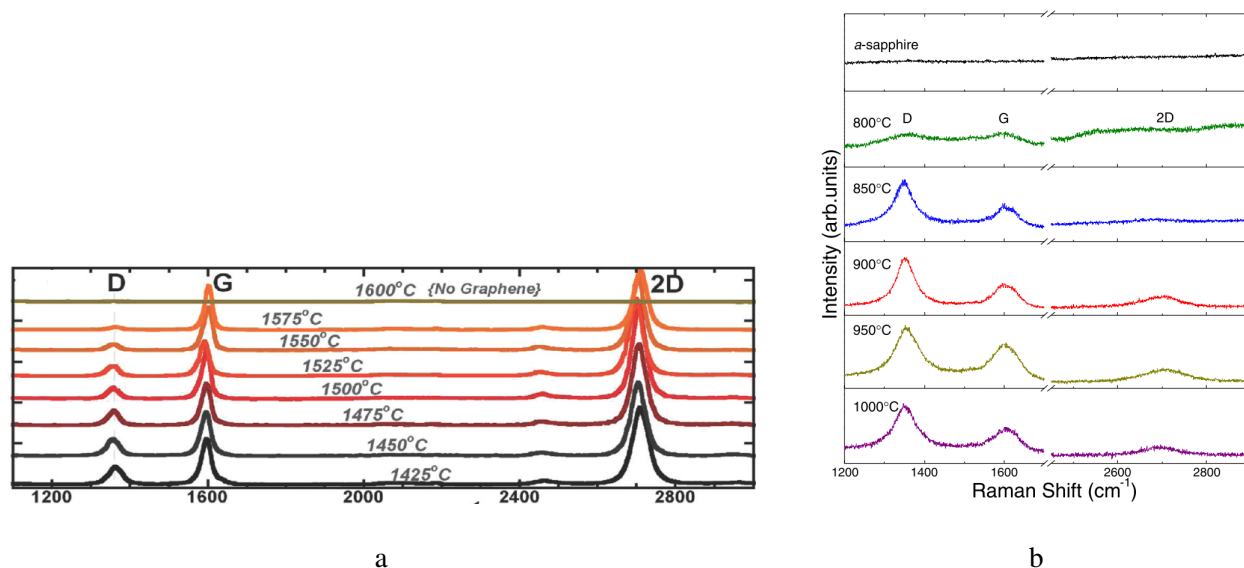 D
G
2D
1600°C {No Graphene}
1575°C
1550°C
1525°C
1500°C
1475°C
1450°C
1425°C
1200
1600
2000
2400
2800
a
Intensity (arb.units)
a-sapphire
800°C
D
G
2D
850°C
900°C
950°C
1000°C
1200
1400
1600
2600
2800
Raman Shift (cm-1)
b